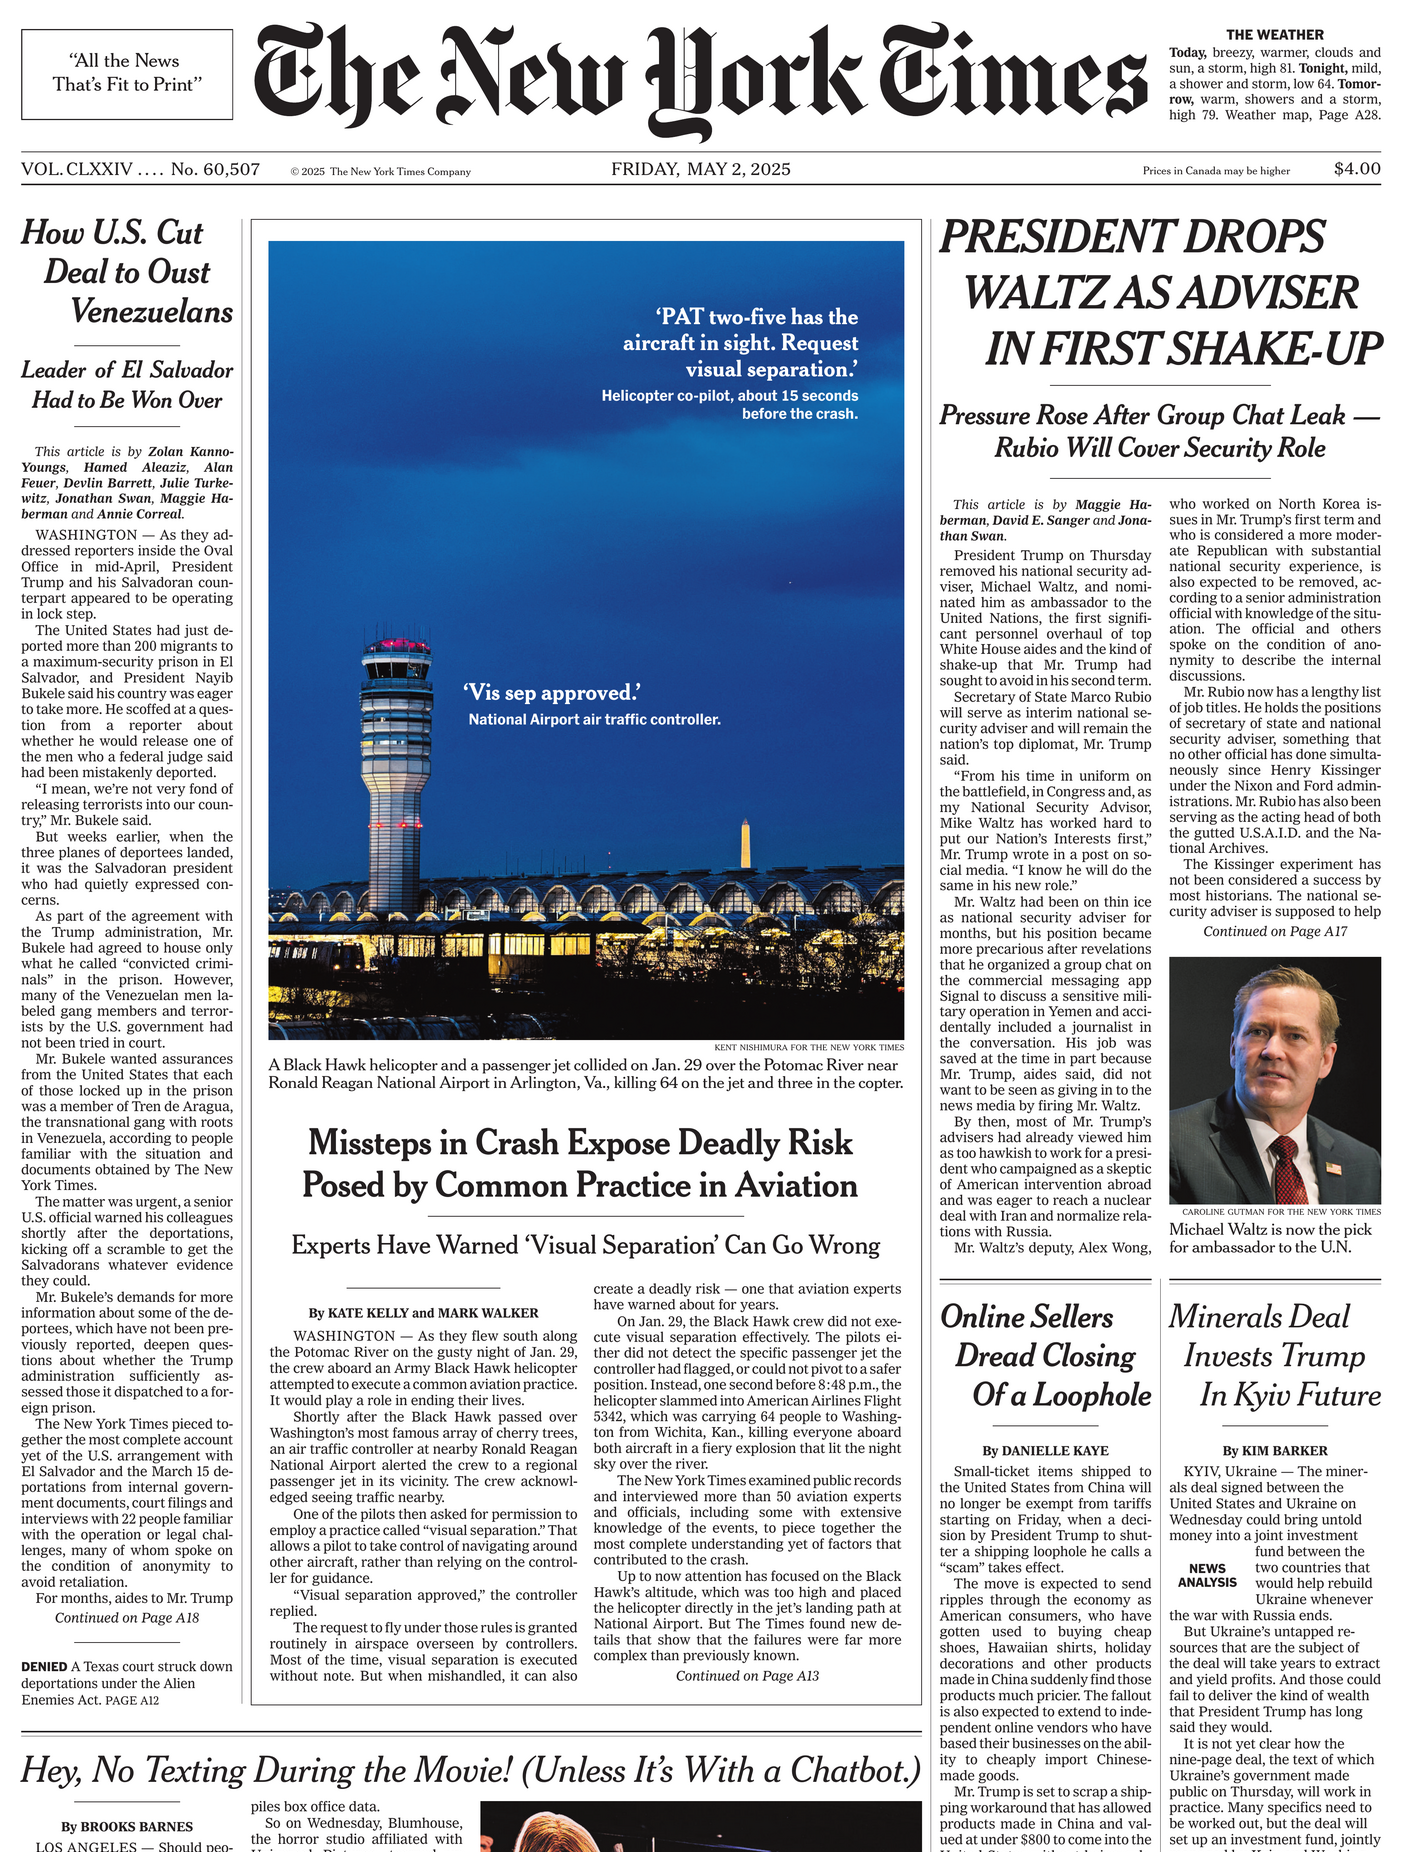 “All the News
That’s Fit to Print”
The New York Times
THE WEATHER
Today, breezy, warmer, clouds and
sun, a storm, high 81. Tonight, mild,
a shower and storm, low 64. Tomor-
row, warm, showers and a storm,
high 79. Weather map, Page A28.
VOL. CLXXIV .... No. 60,507
© 2025 The New York Times Company
FRIDAY, MAY 2, 2025
Prices in Canada may be higher
$4.00
How U.S. Cut
Deal to Oust
Venezuelans
Leader of El Salvador
Had to Be Won Over
This article is by Zolan Kanno-
Youngs, Hamed Aleaziz, Alan
Feuer, Devlin Barrett, Julie Turke-
witz, Jonathan Swan, Maggie Ha-
berman and Annie Correal.
WASHINGTON — As they ad-
dressed reporters inside the Oval
Office in mid-April, President
Trump and his Salvadoran coun-
terpart appeared to be operating
in lock step.
The United States had just de-
ported more than 200 migrants to
a maximum-security prison in El
Salvador, and President Nayib
Bukele said his country was eager
to take more. He scoffed at a ques-
tion from a reporter about
whether he would release one of
the men who a federal judge said
had been mistakenly deported.
“I mean, we’re not very fond of
releasing terrorists into our coun-
try,” Mr. Bukele said.
But weeks earlier, when the
three planes of deportees landed,
it was the Salvadoran president
who had quietly expressed con-
cerns.
As part of the agreement with
the Trump administration, Mr.
Bukele had agreed to house only
what he called “convicted crimi-
nals” in the prison. However,
many of the Venezuelan men la-
beled gang members and terror-
ists by the U.S. government had
not been tried in court.
Mr. Bukele wanted assurances
from the United States that each
of those locked up in the prison
was a member of Tren de Aragua,
the transnational gang with roots
in Venezuela, according to people
familiar with the situation and
documents obtained by The New
York Times.
The matter was urgent, a senior
U.S. official warned his colleagues
shortly after the deportations,
kicking off a scramble to get the
Salvadorans whatever evidence
they could.
Mr. Bukele’s demands for more
information about some of the de-
portees, which have not been pre-
viously reported, deepen ques-
tions about whether the Trump
administration sufficiently as-
sessed those it dispatched to a for-
eign prison.
The New York Times pieced to-
gether the most complete account
yet of the U.S. arrangement with
El Salvador and the March 15 de-
portations from internal govern-
ment documents, court filings and
interviews with 22 people familiar
with the operation or legal chal-
lenges, many of whom spoke on
the condition of anonymity to
avoid retaliation.
For months, aides to Mr. Trump
Continued on Page A18
DENIED A Texas court struck down
deportations under the Alien
Enemies Act. PAGE A12
‘PAT two-five has the
aircraft in sight. Request
visual separation.’
Helicopter co-pilot, about 15 seconds
before the crash.
‘Vis sep approved.’
National Airport air traffic controller.
KENT NISHIMURA FOR THE NEW YORK TIMES
A Black Hawk helicopter and a passenger jet collided on Jan. 29 over the Potomac River near
Ronald Reagan National Airport in Arlington, Va., killing 64 on the jet and three in the copter.
Missteps in Crash Expose Deadly Risk
Posed by Common Practice in Aviation
Experts Have Warned ‘Visual Separation’ Can Go Wrong
By KATE KELLY and MARK WALKER
WASHINGTON — As they flew south along
the Potomac River on the gusty night of Jan. 29,
the crew aboard an Army Black Hawk helicopter
attempted to execute a common aviation practice.
It would play a role in ending their lives.
Shortly after the Black Hawk passed over
Washington’s most famous array of cherry trees,
an air traffic controller at nearby Ronald Reagan
National Airport alerted the crew to a regional
passenger jet in its vicinity. The crew acknowl-
edged seeing traffic nearby.
One of the pilots then asked for permission to
employ a practice called “visual separation.” That
allows a pilot to take control of navigating around
other aircraft, rather than relying on the control-
ler for guidance.
“Visual separation approved,” the controller
replied.
The request to fly under those rules is granted
routinely in airspace overseen by controllers.
Most of the time, visual separation is executed
without note. But when mishandled, it can also
create a deadly risk — one that aviation experts
have warned about for years.
On Jan. 29, the Black Hawk crew did not exe-
cute visual separation effectively. The pilots ei-
ther did not detect the specific passenger jet the
controller had flagged, or could not pivot to a safer
position. Instead, one second before 8:48 p.m., the
helicopter slammed into American Airlines Flight
5342, which was carrying 64 people to Washing-
ton from Wichita, Kan., killing everyone aboard
both aircraft in a fiery explosion that lit the night
sky over the river.
The New York Times examined public records
and interviewed more than 50 aviation experts
and officials, including some with extensive
knowledge of the events, to piece together the
most complete understanding yet of factors that
contributed to the crash.
Up to now attention has focused on the Black
Hawk’s altitude, which was too high and placed
the helicopter directly in the jet’s landing path at
National Airport. But The Times found new de-
tails that show that the failures were far more
complex than previously known.
Continued on Page A13
PRESIDENT DROPS
WALTZ AS ADVISER
IN FIRST SHAKE-UP
Pressure Rose After Group Chat Leak —
Rubio Will Cover Security Role
This article is by Maggie Ha-
berman, David E. Sanger and Jona-
than Swan.
President Trump on Thursday
removed his national security ad-
viser, Michael Waltz, and nomi-
nated him as ambassador to the
United Nations, the first signifi-
cant personnel overhaul of top
White House aides and the kind of
shake-up that Mr. Trump had
sought to avoid in his second term.
Secretary of State Marco Rubio
will serve as interim national se-
curity adviser and will remain the
nation’s top diplomat, Mr. Trump
said.
“From his time in uniform on
the battlefield, in Congress and, as
my National Security Advisor,
Mike Waltz has worked hard to
put our Nation’s Interests first,”
Mr. Trump wrote in a post on so-
cial media. “I know he will do the
same in his new role.”
Mr. Waltz had been on thin ice
as national security adviser for
months, but his position became
more precarious after revelations
that he organized a group chat on
the commercial messaging app
Signal to discuss a sensitive mili-
tary operation in Yemen and acci-
dentally included a journalist in
the conversation. His job was
saved at the time in part because
Mr. Trump, aides said, did not
want to be seen as giving in to the
news media by firing Mr. Waltz.
By then, most of Mr. Trump’s
advisers had already viewed him
as too hawkish to work for a presi-
dent who campaigned as a skeptic
of American intervention abroad
and was eager to reach a nuclear
deal with Iran and normalize rela-
tions with Russia.
Mr. Waltz’s deputy, Alex Wong,
who worked on North Korea is-
sues in Mr. Trump’s first term and
who is considered a more moder-
ate Republican with substantial
national security experience, is
also expected to be removed, ac-
cording to a senior administration
official with knowledge of the situ-
ation. The official and others
spoke on the condition of ano-
nymity to describe the internal
discussions.
Mr. Rubio now has a lengthy list
of job titles. He holds the positions
of secretary of state and national
security adviser, something that
no other official has done simulta-
neously since Henry Kissinger
under the Nixon and Ford admin-
istrations. Mr. Rubio has also been
serving as the acting head of both
the gutted U.S.A.I.D. and the Na-
tional Archives.
The Kissinger experiment has
not been considered a success by
most historians. The national se-
curity adviser is supposed to help
Continued on Page A17
CAROLINE GUTMAN FOR THE NEW YORK TIMES
Michael Waltz is now the pick
for ambassador to the U.N.
Online Sellers
Dread Closing
Of a Loophole
By DANIELLE KAYE
Small-ticket items shipped to
the United States from China will
no longer be exempt from tariffs
starting on Friday, when a deci-
sion by President Trump to shut-
ter a shipping loophole he calls a
“scam” takes effect.
The move is expected to send
ripples through the economy as
American consumers, who have
gotten used to buying cheap
shoes, Hawaiian shirts, holiday
decorations and other products
made in China suddenly find those
products much pricier. The fallout
is also expected to extend to inde-
pendent online vendors who have
based their businesses on the abil-
ity to cheaply import Chinese-
made goods.
Mr. Trump is set to scrap a ship-
ping workaround that has allowed
products made in China and val-
ued at under $800 to come into the
Minerals Deal
Invests Trump
In Kyiv Future
By KIM BARKER
KYIV, Ukraine — The miner-
als deal signed between the
United States and Ukraine on
Wednesday could bring untold
money into a joint investment
fund between the
two countries that
would help rebuild
Ukraine whenever
NEWS
ANALYSIS
the war with Russia ends.
But Ukraine’s untapped re-
sources that are the subject of
the deal will take years to extract
and yield profits. And those could
fail to deliver the kind of wealth
that President Trump has long
said they would.
It is not yet clear how the
nine-page deal, the text of which
Ukraine’s government made
public on Thursday, will work in
practice. Many specifics need to
be worked out, but the deal will
set up an investment fund, jointly
Hey, No Texting During the Movie! (Unless It’s With a Chatbot.)
By BROOKS BARNES
LOS ANGELES — Should peo-
piles box office data.
So on Wednesday, Blumhouse,
the horror studio affiliated with